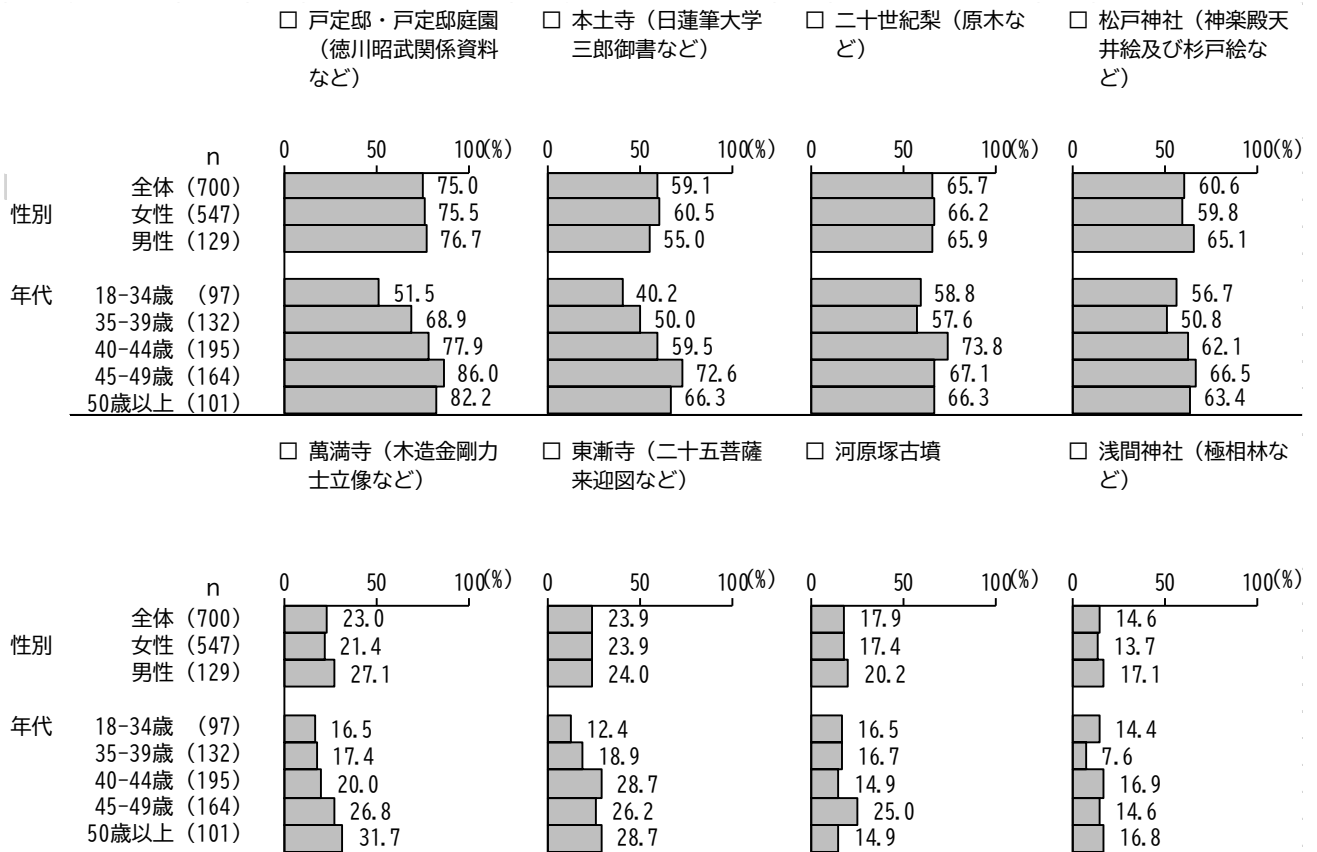 □ 戸定邸・戸定邸庭園
（徳川昭武関係資料
など）
□ 本土寺（日蓮筆大学
三郎御書など）
□ 二十世紀梨（原木な
ど）
□ 松戸神社（神楽殿天
井絵及び杉戸絵な
ど）
n 0 50 100(%) 0 50 100(%) 0 50 100(%) 0 50 100(%)
全体（700） 75.0 59.1 65.7 60.6
性別 女性（547） 75.5 60.5 66.2 59.8
男性（129） 76.7 55.0 65.9 65.1
年代 18-34歳（97） 51.5 40.2 58.8 56.7
35-39歳（132） 68.9 50.0 57.6 50.8
40-44歳（195） 77.9 59.5 73.8 62.1
45-49歳（164） 86.0 72.6 67.1 66.5
50歳以上（101） 82.2 66.3 66.3 63.4
□ 萬満寺（木造金剛力
士立像など）
□ 東漸寺（二十五菩薩
来迎図など）
□ 河原塚古墳
□ 浅間神社（極相林な
ど）
n 0 50 100(%) 0 50 100(%) 0 50 100(%) 0 50 100(%)
全体（700） 23.0 23.9 17.9 14.6
性別 女性（547） 21.4 23.9 17.4 13.7
男性（129） 27.1 24.0 20.2 17.1
年代 18-34歳（97） 16.5 12.4 16.5 14.4
35-39歳（132） 17.4 18.9 16.7 7.6
40-44歳（195） 20.0 28.7 14.9 16.9
45-49歳（164） 26.8 26.2 25.0 14.6
50歳以上（101） 31.7 28.7 14.9 16.8